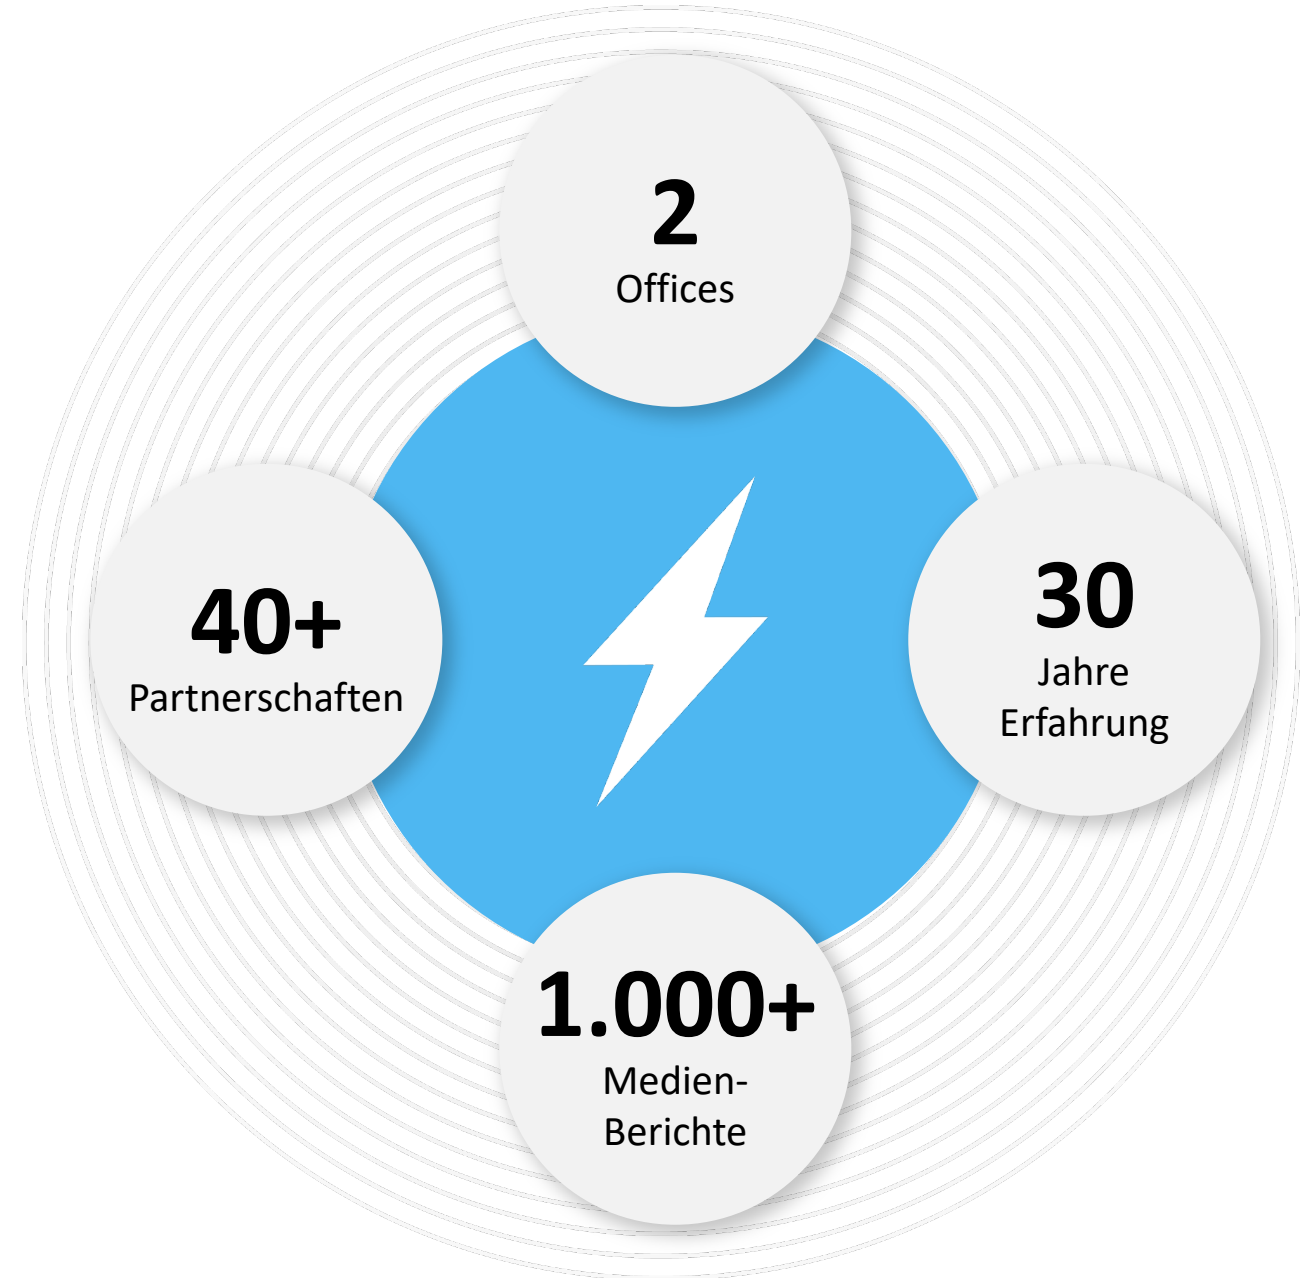 2
Offices
40+
Partnerschaften
30
Jahre
Erfahrung
1.000+
Medien-
Berichte